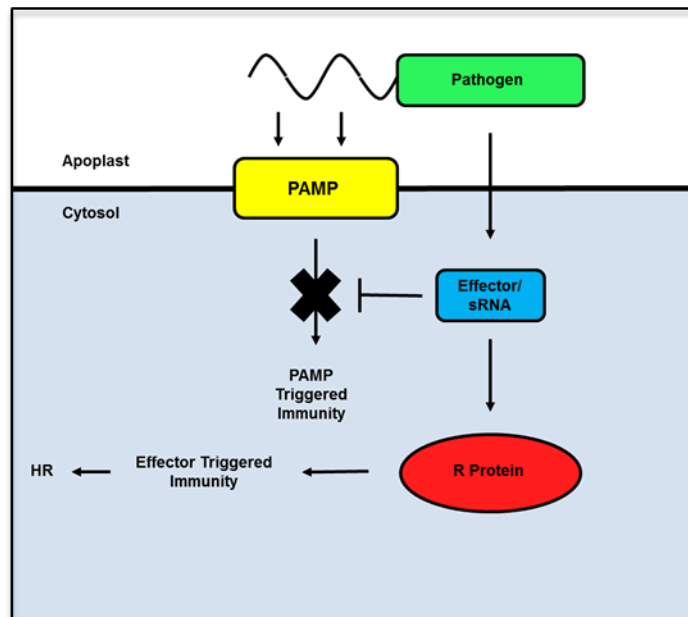 Pathogen
Apoplast
PAMP
Cytosol
Effector/
sRNA
PAMP
Triggered
Immunity
HR
Effector Triggered
Immunity
R Protein